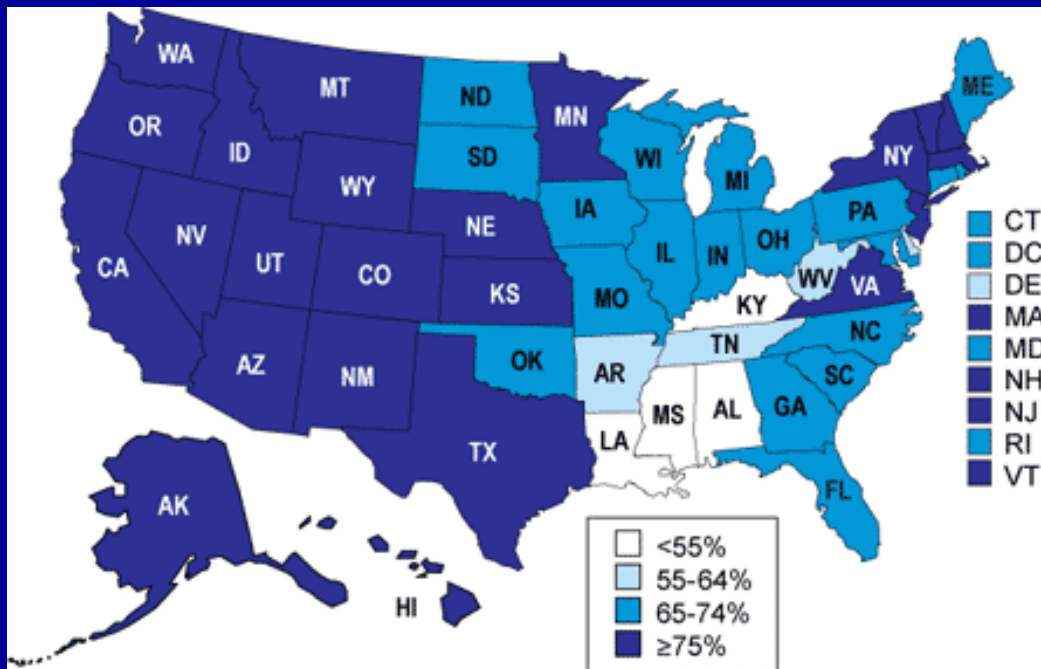 WA
MT
ND
MN
ME
OR
ID
SD
WI
NY
WY
MI
IA
PA
NE
NV
OH
IL
IN
UT
CO
CA
WV
VA
KS
MO
KY
NC
TN
OK
AZ
NM
AR
SC
MS
AL
GA
LA
TX
FL
AK
HI
CT
DC
DE
MA
MD
NH
NJ
RI
VT
<55%
55-64%
65-74%
≥75%